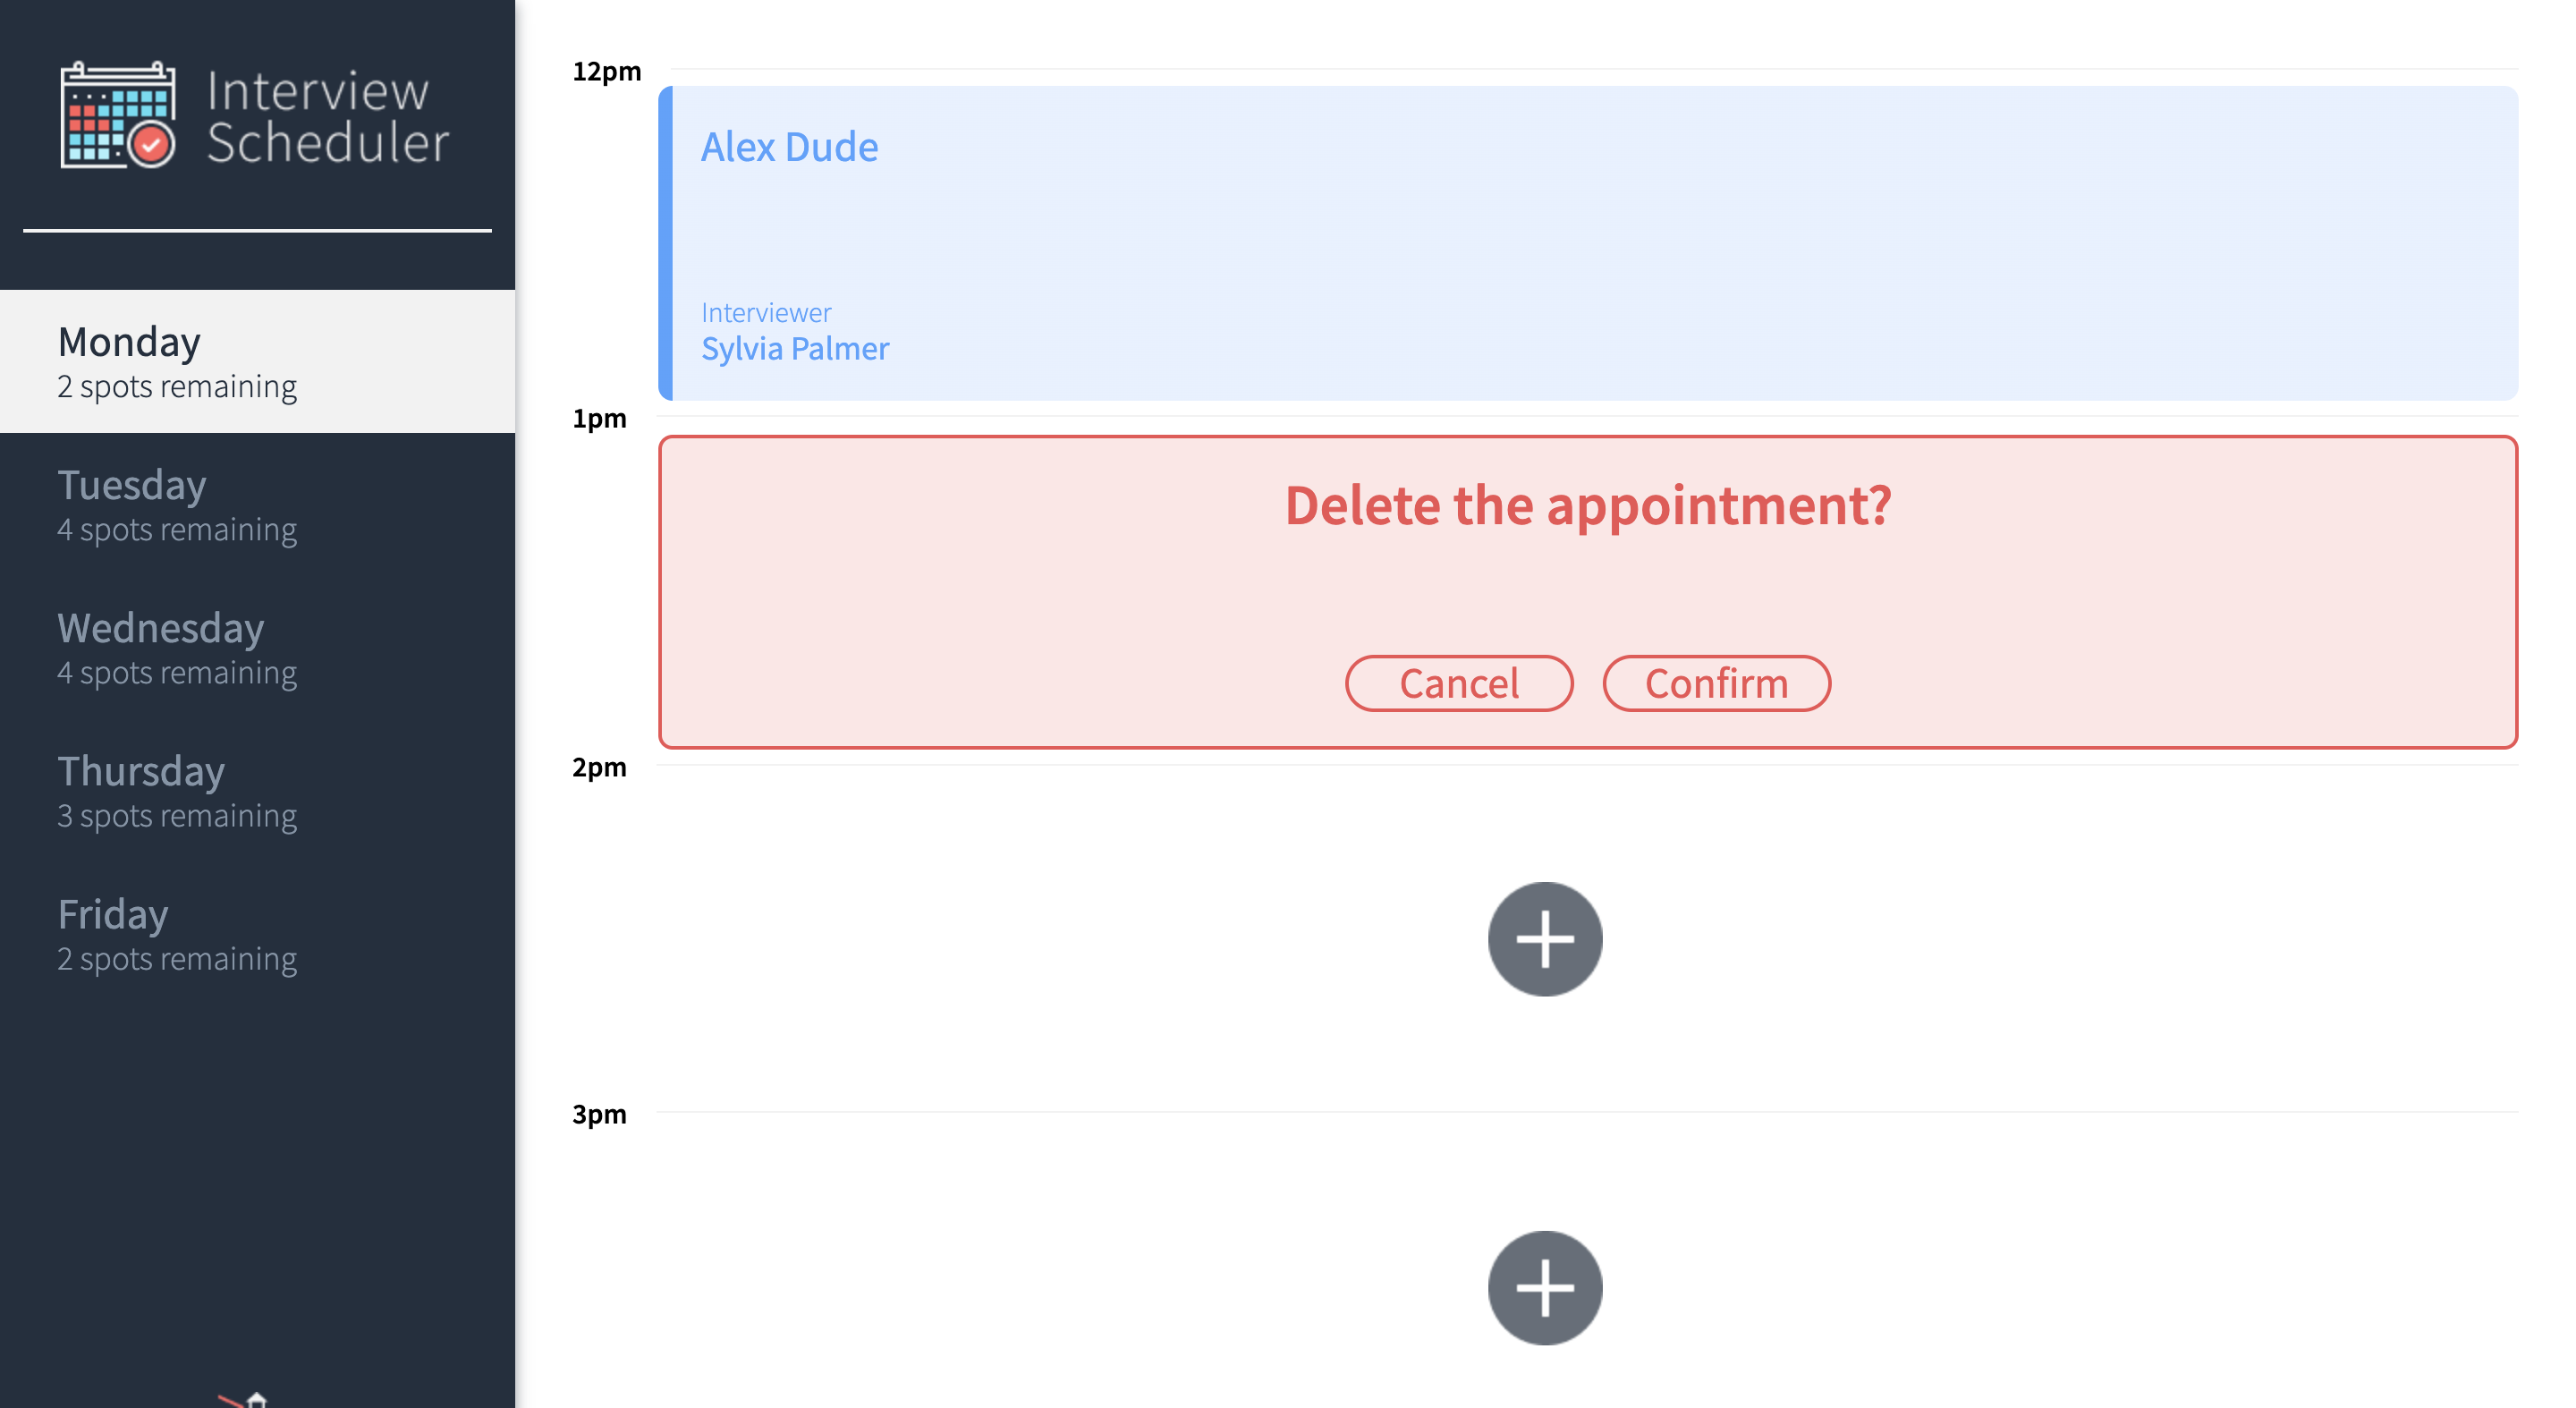 Interview
Scheduler
Monday
2 spots remaining
Tuesday
4 spots remaining
Wednesday
4 spots remaining
Thursday
3 spots remaining
Friday
2 spots remaining
12pm
Alex Dude
Interviewer
Sylvia Palmer
1pm
Delete the appointment?
Cancel
Confirm
2pm
3pm